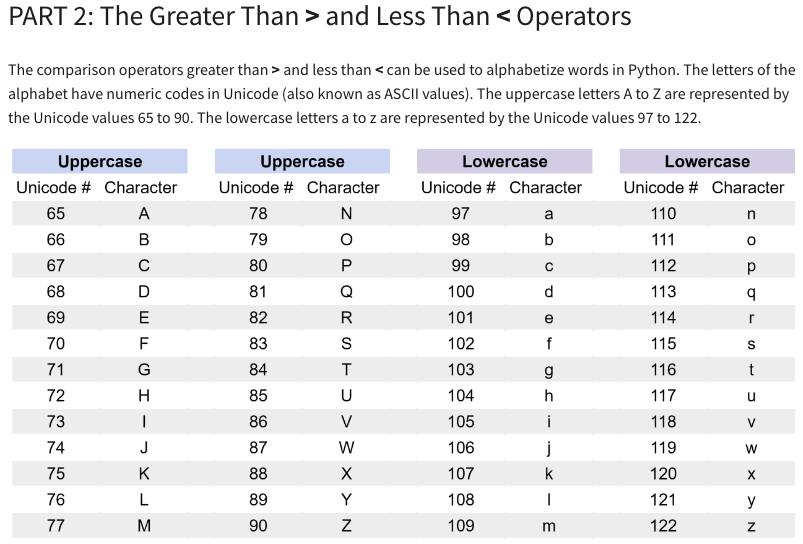 PART 2: The Greater Than > and Less Than < Operators
The comparison operators greater than > and less than < can be used to alphabetize words in Python. The letters of the
alphabet have numeric codes in Unicode (also known as ASCII values). The uppercase letters A to Z are represented by
the Unicode values 65 to 90. The lowercase letters a to z are represented by the Unicode values 97 to 122.
Uppercase Uppercase Lowercase Lowercase
Unicode # Character Unicode # Character Unicode # Character Unicode # Character
65 A 78 N 97 a 110 n
66 B 79 O 98 b 111 o
67 C 80 P 99 c 112 p
68 D 81 Q 100 d 113 q
69 E 82 R 101 e 114 r
70 F 83 S 102 f 115 s
71 G 84 T 103 g 116 t
72 H 85 U 104 h 117 u
73 I 86 V 105 i 118 v
74 J 87 W 106 j 119 w
75 K 88 X 107 k 120 x
76 L 89 Y 108 l 121 y
77 M 90 Z 109 m 122 z